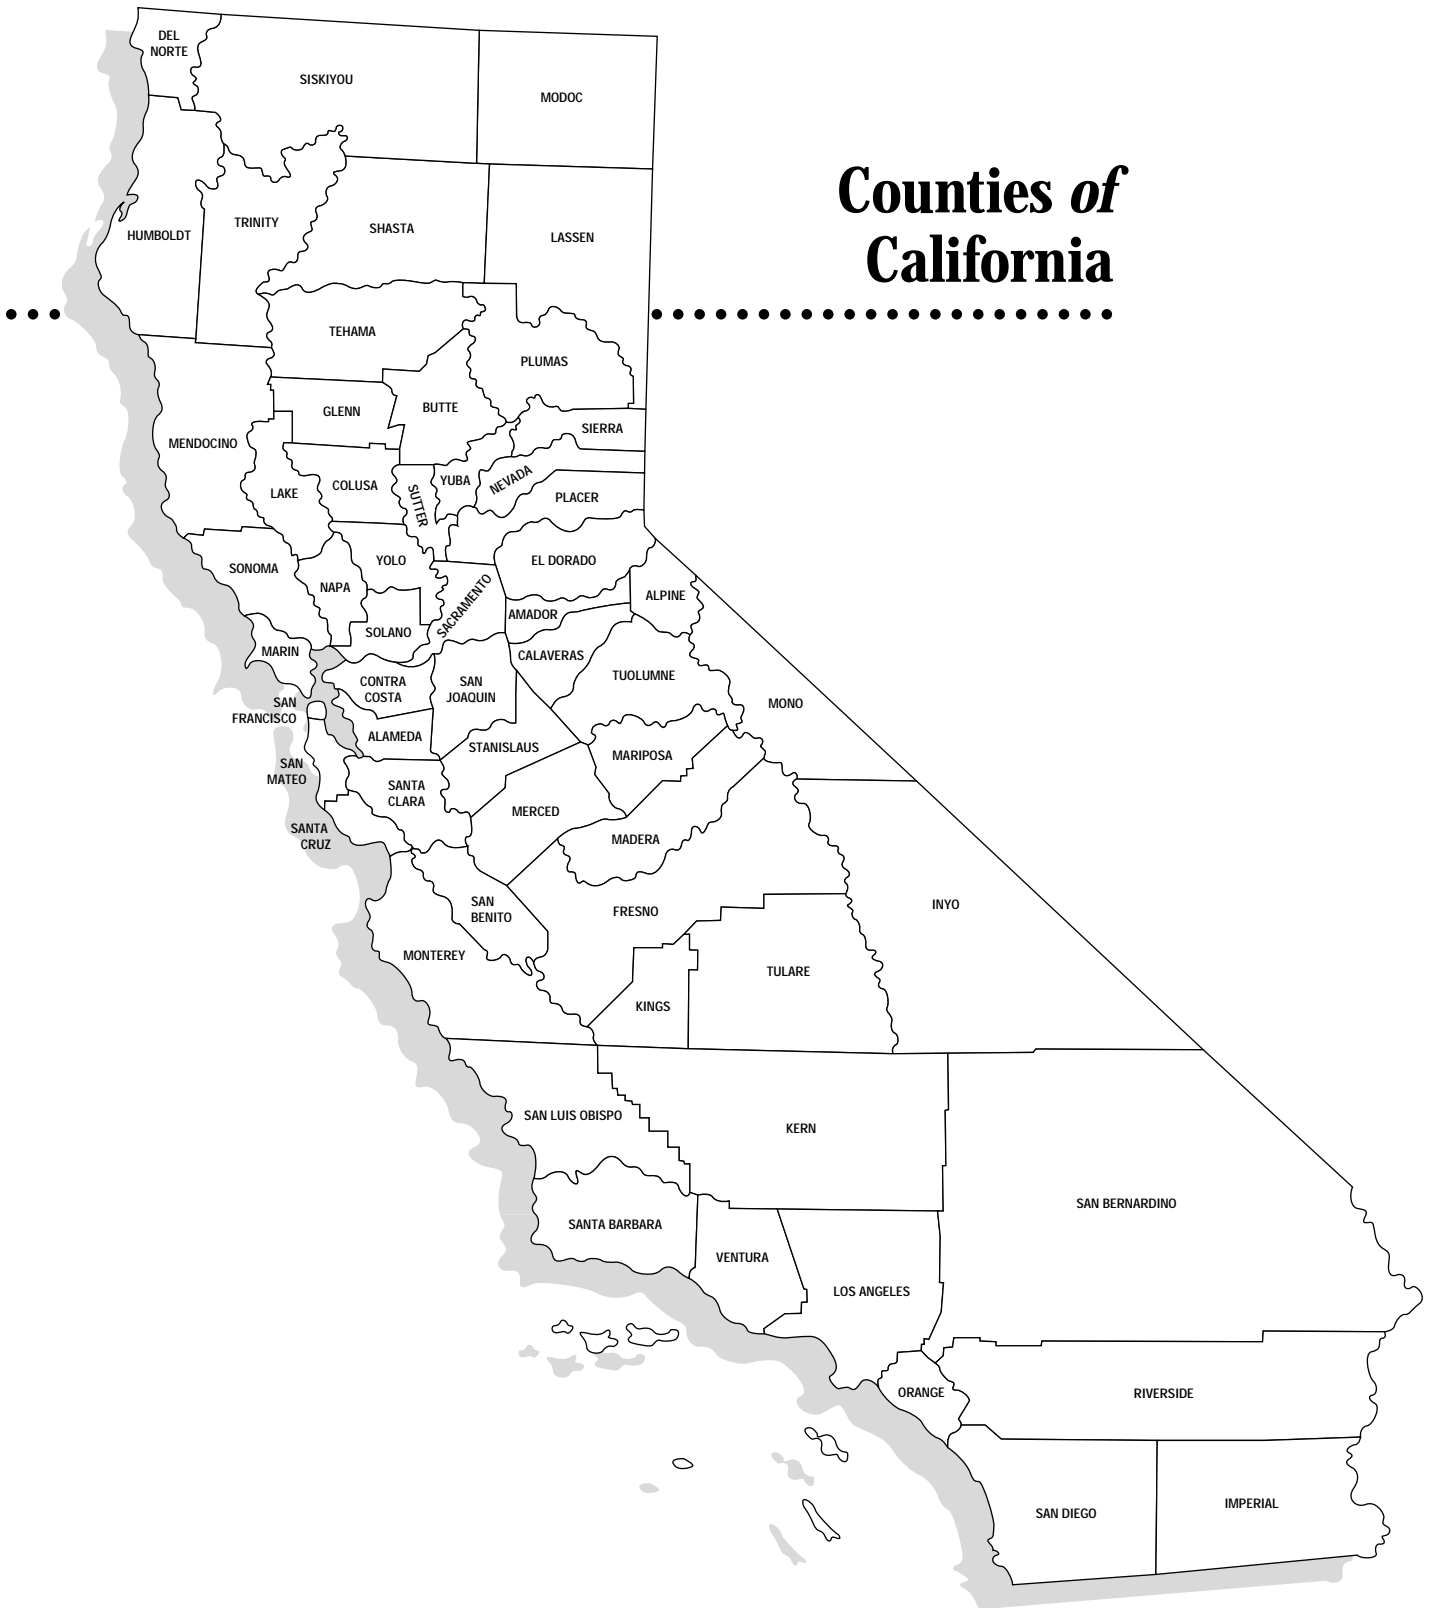 Counties of
California
DEL
NORTE
SISKIYOU
MODOC
HUMBOLDT
TRINITY
SHASTA
LASSEN
TEHAMA
PLUMAS
GLENN
BUTTE
MENDOCINO
SIERRA
LAKE
COLUSA
SUTTER
YUBA
NEVADA
PLACER
SONOMA
NAPA
YOLO
EL DORADO
SACRAMENTO
ALPINE
AMADOR
SOLANO
MARIN
CALAVERAS
TUOLUMNE
CONTRA
COSTA
SAN
JOAQUIN
SAN
FRANCISCO
MONO
ALAMEDA
STANISLAUS
MARIPOSA
SAN
MATEO
SANTA
CLARA
MERCED
SANTA
CRUZ
MADERA
SAN
BENITO
FRESNO
INYO
MONTEREY
TULARE
KINGS
SAN LUIS OBISPO
KERN
SAN BERNARDINO
SANTA BARBARA
VENTURA
LOS ANGELES
ORANGE
RIVERSIDE
SAN DIEGO
IMPERIAL